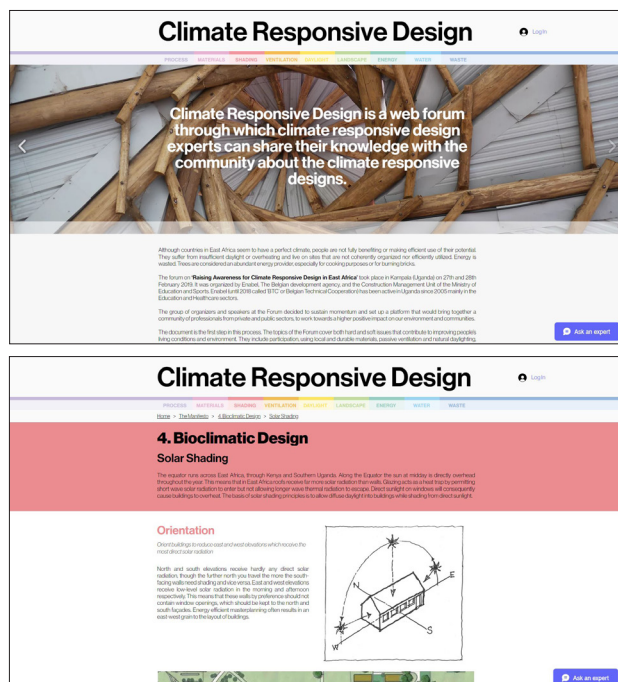 Climate Responsive Design
Log In
PROCESS MATERIALS SHADING VENTILATION DAYLIGHT LANDSCAPE ENERGY WATER WASTE
Climate Responsive Design is a web forum
through which climate responsive design
experts can share their knowledge with the
community about the climate responsive
designs.
Although countries in East Africa seem to have a perfect climate, people are not fully benefiting or making efficient use of their potential.
They suffer from insufficient daylight or overheating and live on sites that are not coherently organized nor efficiently utilized. Energy is
wasted. Trees are considered an abundant energy provider, especially for cooking purposes or for burning bricks.
The forum on 'Raising Awareness for Climate Responsive Design in East Africa' took place in Kampala (Uganda) on 27th and 28th
February 2019. It was organized by Enabel, The Belgian development agency, and the Construction Management Unit of the Ministry of
Education and Sports. Enabel (until 2018 called 'BTC' or Belgian Technical Cooperation) has been active in Uganda since 2005 mainly in the
Education and Healthcare sectors.
The group of organizers and speakers at the Forum decided to sustain momentum and set up a platform that would bring together a
community of professionals from private and public sectors, to work towards a higher positive impact on our environment and communities.
The document is the first step in this process. The topics of the Forum cover both hard and soft issues that contribute to improving people's
living conditions and environment. They include participation, using local and durable materials, passive ventilation and natural daylighting,
Ask an expert
Climate Responsive Design
Log In
PROCESS MATERIALS SHADING VENTILATION DAYLIGHT LANDSCAPE ENERGY WATER WASTE
Home > The Manifesto > 4. Bioclimatic Design > Solar Shading
4. Bioclimatic Design
Solar Shading
The equator runs across East Africa, through Kenya and Southern Uganda. Along the Equator the sun at midday is directly overhead
throughout the year. This means that in East Africa roofs receive far more solar radiation than walls. Glazing acts as a heat trap by permitting
short wave solar radiation to enter but not allowing longer wave thermal radiation to escape. Direct sunlight on windows will consequently
cause buildings to overheat. The basis of solar shading principles is to allow diffuse daylight into buildings while shading from direct sunlight.
Orientation
Orient buildings to reduce east and west elevations which receive the
most direct solar radiation
North and south elevations receive hardly any direct solar
radiation, though the further north you travel the more the south-
facing walls need shading and vice versa. East and west elevations
receive low-level solar radiation in the morning and afternoon
respectively. This means that these walls by preference should not
contain window openings, which should be kept to the north and
south façades. Energy efficient masterplanning often results in an
east-west grain to the layout of buildings.
N
E
S
W
Ask an expert